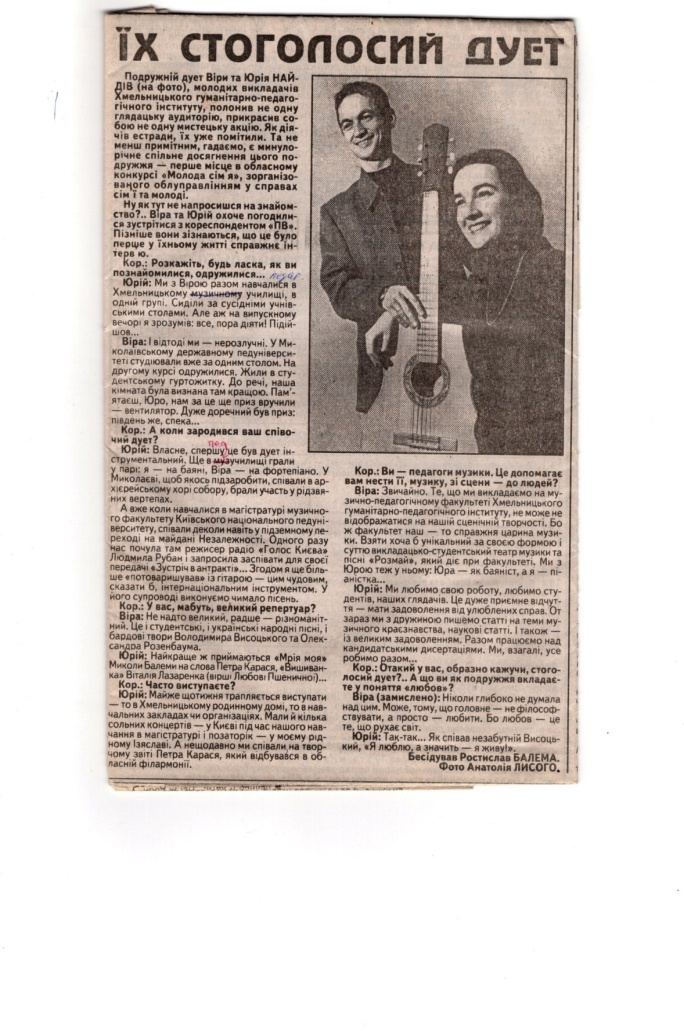 ЇХ СТОГОЛОСИЙ ДУЕТ
Подружній дует Віри та Юрія НАЙ-
ДІВ (на фото), молодих викладачів
Хмельницького гуманітарно-педаго-
гічного інституту, полонив не одну
глядацьку аудиторію, прикрасив со-
бою не одну мистецьку акцію. Як дія-
чів естради, їх уже помітили. Та не
менш примітним, гадаємо, є минуло-
річне спільне досягнення цього по-
дружжя — перше місце в обласному
конкурсі «Молода сім я», зорганізо-
ваного облуправлінням у справах
сім ї та молоді.
Ну як тут не напросишся на знайом-
ство?.. Віра та Юрій охоче погодили-
ся зустрітися з кореспондентом «ПВ».
Пізніше вони зізнаються, що це було
перше у їхньому житті справжнє ін-
терв ю.
Кор.: Розкажіть, будь ласка, як ви
познайомилися, одружилися...
Юрій: Ми з Вірою разом навчалися в
Хмельницькому музичному училищі, в
одній групі. Сиділи за сусідніми учнів-
ськими столами. Але аж на випускному
вечорі я зрозумів: все, пора діяти! Підій-
шов...
Віра: І відтоді ми — нерозлучні. У Ми-
колаївському державному педуніверси-
теті студіювали вже за одним столом. На
другому курсі одружилися. Жили в сту-
дентському гуртожитку. До речі, наша
кімната була визнана там кращою. Пам'-
ятаєш, Юро, нам за це ще приз вручили
— вентилятор. Дуже доречний був приз:
південь же, спека...
Кор.: А коли зародився ваш співо-
чий дует?
пед
Юрій: Власне, спершу це був дует ін-
струментальний. Ще в музучилищі грали
у парі: я — на баяні, Віра — на фортепіано. У
Миколаєві, щоб якось підзаробити, співали в ар-
хієрейському хорі собору, брали участь у різдвя-
них вертепах.
А вже коли навчалися в магістратурі музично-
го факультету Київського національного педуні-
верситету, співали деколи навіть у підземному пе-
реході на майдані Незалежності. Одного разу
нас почула там режисер радіо «Голос Києва»
Людмила Рубан і запросила заспівати для своєї
передачі «Зустріч в антракті»... Згодом я ще біль-
ше «потоваришував» із гітарою — цим чудовим,
сказати б, інтернаціональним інструментом. У
його супроводі виконуємо чимало пісень.
Кор.: У вас, мабуть, великий репертуар?
Віра: Не надто великий, радше — різноманіт-
ний. Це і студентські, і українські народні пісні, і
бардові твори Володимира Висоцького та Олек-
сандра Розенбаума.
Юрій: Найкраще ж приймаються «Мрія моя»
Миколи Балеми на слова Петра Карася, «Вишиван-
ка» Віталія Лазаренка (вірш Любові Пшеничної)...
Кор.: Часто виступаєте?
Юрій: Майже щотижня трапляється виступати
— то в Хмельницькому родинному домі, то в на-
вчальних закладах чи організаціях. Мали й кілька
сольних концертів — у Києві під час нашого нав-
чання в магістратурі і позаторік — у моєму рід-
ному Ізяславі. А нещодавно ми співали на твор-
чому звіті Петра Карася, який відбувався в об-
ласній філармонії.
Кор.: Ви — педагоги музики. Це допомагає
вам нести її, музику, зі сцени — до людей?
Віра: Звичайно. Те, що ми викладаємо на му-
зично-педагогічному факультеті Хмельницького
гуманітарно-педагогічного інституту, не може не
відображатися на нашій сценічній творчості. Бо
ж факультет наш — то справжня царина музи-
ки. Взяти хоча б унікальний за своєю формою і
суттю викладацько-студентський театр музики та
пісні «Розмай», який діє при факультеті. Ми з
Юрою теж у ньому: Юра — як баяніст, а я — пі-
аністка...
Юрій: Ми любимо свою роботу, любимо сту-
дентів, наших глядачів. Це дуже приємне відчут-
тя — мати задоволення від улюблених справ. От
зараз ми з дружиною пишемо статті на теми му-
зичного краєзнавства, наукові статті. І також —
із великим задоволенням. Разом працюємо над
кандидатськими дисертаціями. Ми, взагалі, усе
робимо разом...
Кор.: Отакий у вас, образно кажучи, стого-
лосий дует?.. А що ви як подружжя вкладає-
те у поняття «любов»?
Віра (замислено): Ніколи глибоко не думала
над цим. Може, тому, що головне — не філософ-
ствувати, а просто — любити. Бо любов — це
те, що рухає світ.
Юрій: Так-так... Як співав незабутній Висоць-
кий, «Я люблю, а значить — я живу!».
Бесідував Ростислав БАЛЕМА.
Фото Анатолія ЛИСОГО.